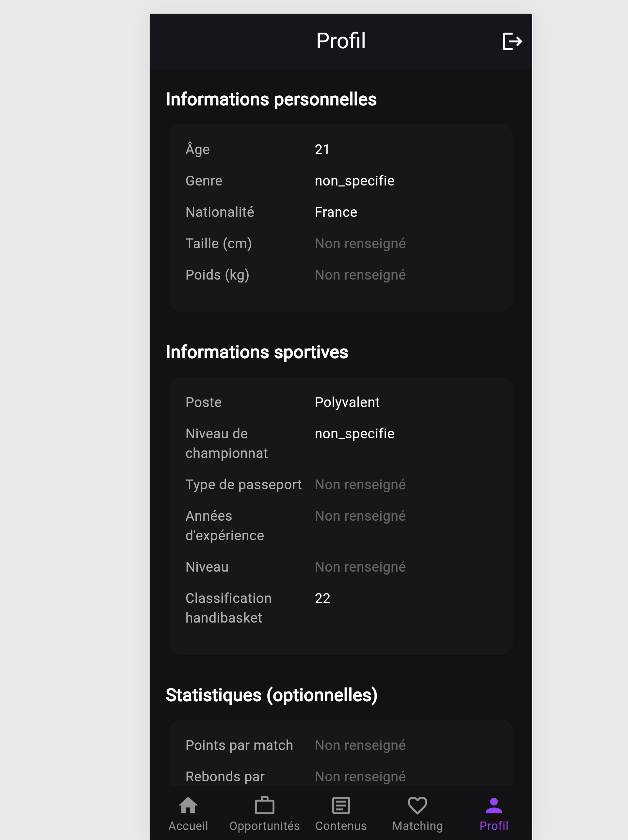 Profil
Informations personnelles
Âge 21
Genre non_specifie
Nationalité France
Taille (cm) Non renseigné
Poids (kg) Non renseigné
Informations sportives
Poste Polyvalent
Niveau de non_specifie
championnat
Type de passeport Non renseigné
Années Non renseigné
d'expérience
Niveau Non renseigné
Classification 22
handibasket
Statistiques (optionnelles)
Points par match Non renseigné
Rebonds par Non renseigné
Accueil Opportunités Contenus Matching Profil